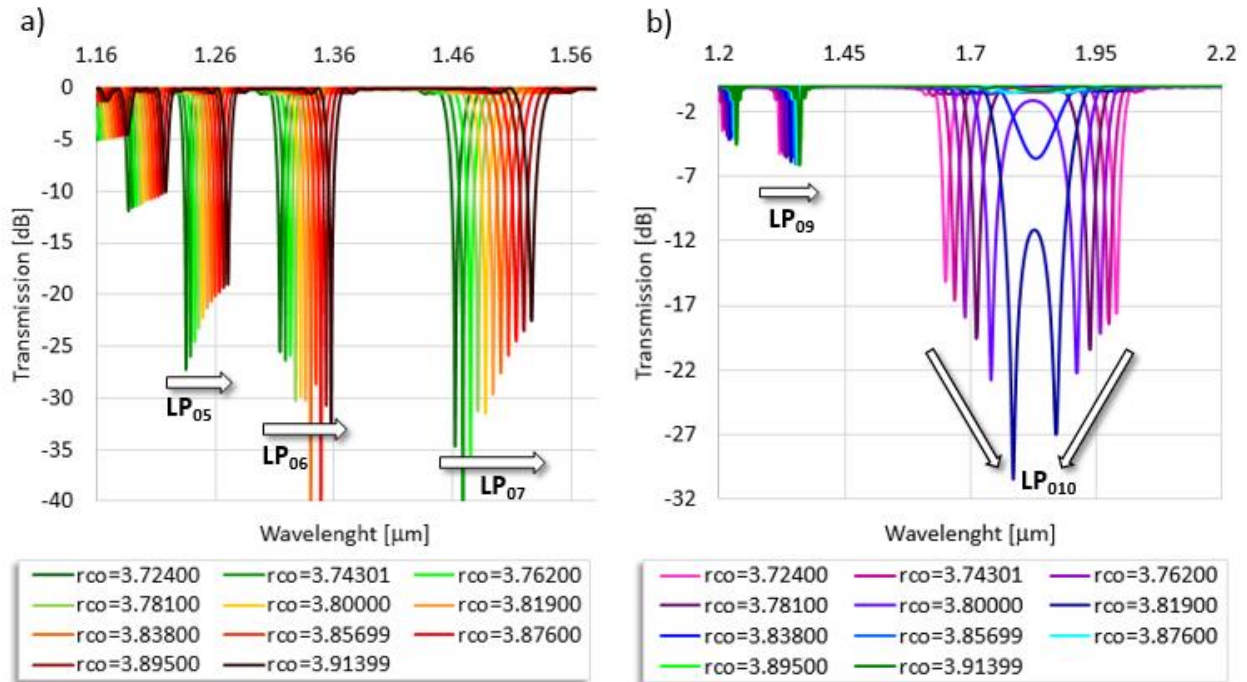 a)
1.16 1.26 1.36 1.46 1.56
0
-5
-10
-15
-20
-25
-30
-35
-40
Transmission [dB]
LP05
LP06
LP07
Wavelenght [µm]
rco=3.72400 rco=3.74301 rco=3.76200
rco=3.78100 rco=3.80000 rco=3.81900
rco=3.83800 rco=3.85699 rco=3.87600
rco=3.89500 rco=3.91399
b)
1.2 1.45 1.7 1.95 2.2
-2
-7
-12
-17
-22
-27
-32
Transmission [dB]
LP09
LP010
Wavelenght [µm]
rco=3.72400 rco=3.74301 rco=3.76200
rco=3.78100 rco=3.80000 rco=3.81900
rco=3.83800 rco=3.85699 rco=3.87600
rco=3.89500 rco=3.91399